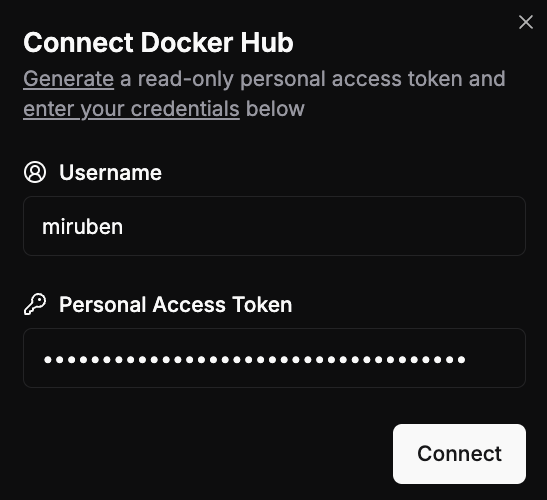 Connect Docker Hub
Generate a read-only personal access token and
enter your credentials below
Username
miruben
Personal Access Token
••••••••••••••••••••••••••••••••••••
Connect